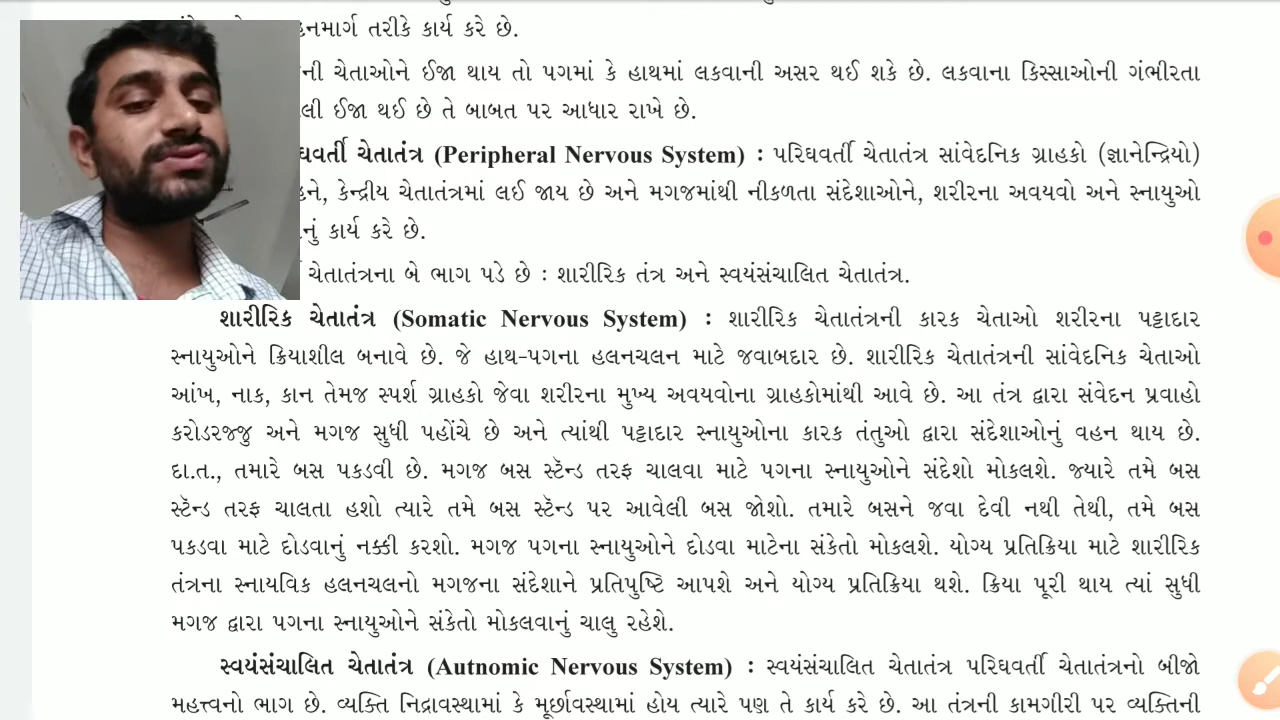 હનમાર્ગ તરીકે કાર્ય કરે છે.
ની ચેતાઓને ઈજા થાય તો પગમાં કે હાથમાં લકવાની અસર થઈ શકે છે. લકવાના કિસ્સાઓની ગંભીરતા
લી ઈજા થઈ છે તે બાબત પર આધાર રાખે છે.
ઘવર્તી ચેતાતંત્ર (Peripheral Nervous System) : પરિઘવર્તી ચેતાતંત્ર સાંવેદનિક ગ્રાહકો (જ્ઞાનેન્દ્રિયો)
હને, કેન્દ્રીય ચેતાતંત્રમાં લઈ જાય છે અને મગજમાંથી નીકળતા સંદેશાઓને, શરીરના અવયવો અને સ્નાયુઓ
નું કાર્ય કરે છે.
ચેતાતંત્રના બે ભાગ પડે છે : શારીરિક તંત્ર અને સ્વયંસંચાલિત ચેતાતંત્ર.
શારીરિક ચેતાતંત્ર (Somatic Nervous System) : શારીરિક ચેતાતંત્રની કારક ચેતાઓ શરીરના પટ્ટાદાર
સ્નાયુઓને ક્રિયાશીલ બનાવે છે. જે હાથ-પગના હલનચલન માટે જવાબદાર છે. શારીરિક ચેતાતંત્રની સાંવેદનિક ચેતાઓ
આંખ, નાક, કાન તેમજ સ્પર્શ ગ્રાહકો જેવા શરીરના મુખ્ય અવયવોના ગ્રાહકોમાંથી આવે છે. આ તંત્ર દ્વારા સંવેદન પ્રવાહો
કરોડરજ્જુ અને મગજ સુધી પહોંચે છે અને ત્યાંથી પટ્ટાદાર સ્નાયુઓના કારક તંતુઓ દ્વારા સંદેશાઓનું વહન થાય છે.
દા.ત., તમારે બસ પકડવી છે. મગજ બસ સ્ટૅન્ડ તરફ ચાલવા માટે પગના સ્નાયુઓને સંદેશો મોકલશે. જ્યારે તમે બસ
સ્ટૅન્ડ તરફ ચાલતા હશો ત્યારે તમે બસ સ્ટૅન્ડ પર આવેલી બસ જોશો. તમારે બસને જવા દેવી નથી તેથી, તમે બસ
પકડવા માટે દોડવાનું નક્કી કરશો. મગજ પગના સ્નાયુઓને દોડવા માટેના સંકેતો મોકલશે. યોગ્ય પ્રતિક્રિયા માટે શારીરિક
તંત્રના સ્નાયવિક હલનચલનો મગજના સંદેશાને પ્રતિપુષ્ટિ આપશે અને યોગ્ય પ્રતિક્રિયા થશે. ક્રિયા પૂરી થાય ત્યાં સુધી
મગજ દ્વારા પગના સ્નાયુઓને સંકેતો મોકલવાનું ચાલુ રહેશે.
સ્વયંસંચાલિત ચેતાતંત્ર (Autnomic Nervous System) : સ્વયંસંચાલિત ચેતાતંત્ર પરિઘવર્તી ચેતાતંત્રનો બીજો
મહત્ત્વનો ભાગ છે. વ્યક્તિ નિદ્રાવસ્થામાં કે મૂર્છાવસ્થામાં હોય ત્યારે પણ તે કાર્ય કરે છે. આ તંત્રની કામગીરી પર વ્યક્તિની